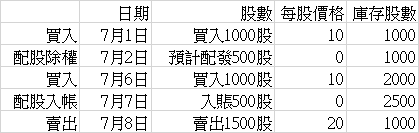 日期 股數 每股價格 庫存股數
買入 7月1日 買入1000股 10 1000
配股除權 7月2日 預計配發500股 0 1000
買入 7月6日 買入1000股 10 2000
配股入帳 7月7日 入賬500股 0 2500
賣出 7月8日 賣出1500股 20 1000